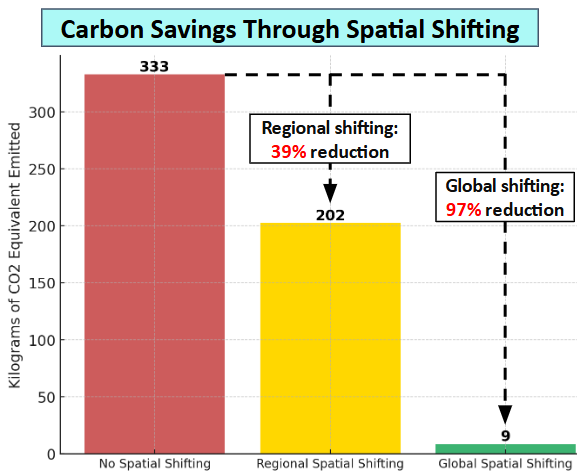 Carbon Savings Through Spatial Shifting
Kilograms of CO2 Equivalent Emitted
300
250
200
150
100
50
0
333
Regional shifting:
39% reduction
202
Global shifting:
97% reduction
9
No Spatial Shifting
Regional Spatial Shifting
Global Spatial Shifting